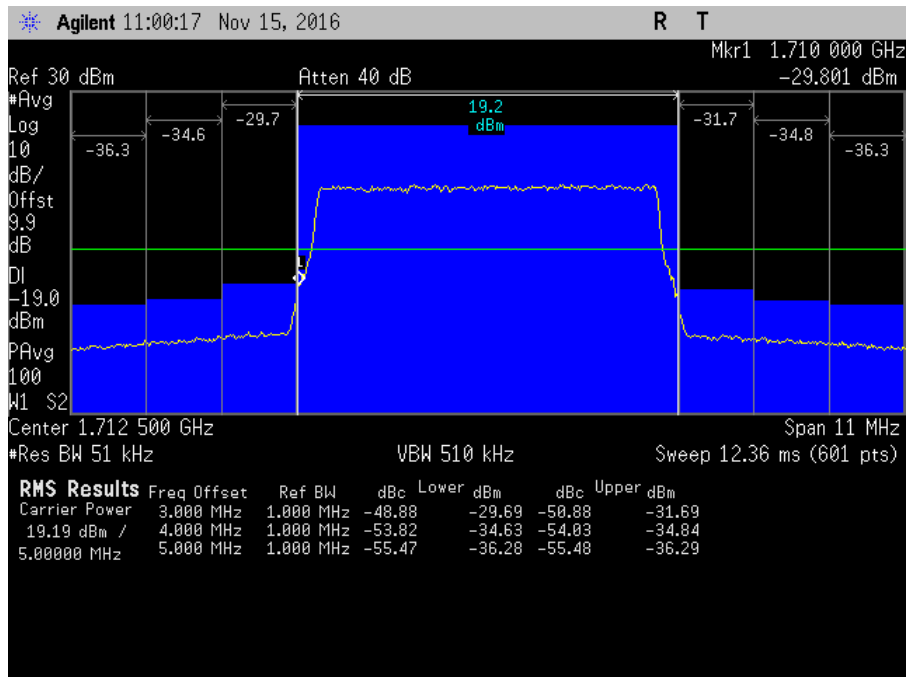 Agilent 11:00:17 Nov 15, 2016 R T
Mkr1 1.710 000 GHz
Ref 30 dBm Atten 40 dB -29.801 dBm
#Avg
Log
10
dB/
Offst
9.9
dB
DI
-19.0
dBm
PAvg
100
W1 S2
-36.3
-34.6
-29.7
19.2
dBm
-31.7
-34.8
-36.3
1
Center 1.712 500 GHz Span 11 MHz
#Res BW 51 kHz VBW 510 kHz Sweep 12.36 ms (601 pts)
RMS Results Freq Offset Ref BW dBc Lower dBm dBc Upper dBm
Carrier Power 3.000 MHz 1.000 MHz -48.88 -29.69 -50.88 -31.69
19.19 dBm / 4.000 MHz 1.000 MHz -53.82 -34.63 -54.03 -34.84
5.00000 MHz 5.000 MHz 1.000 MHz -55.47 -36.28 -55.48 -36.29